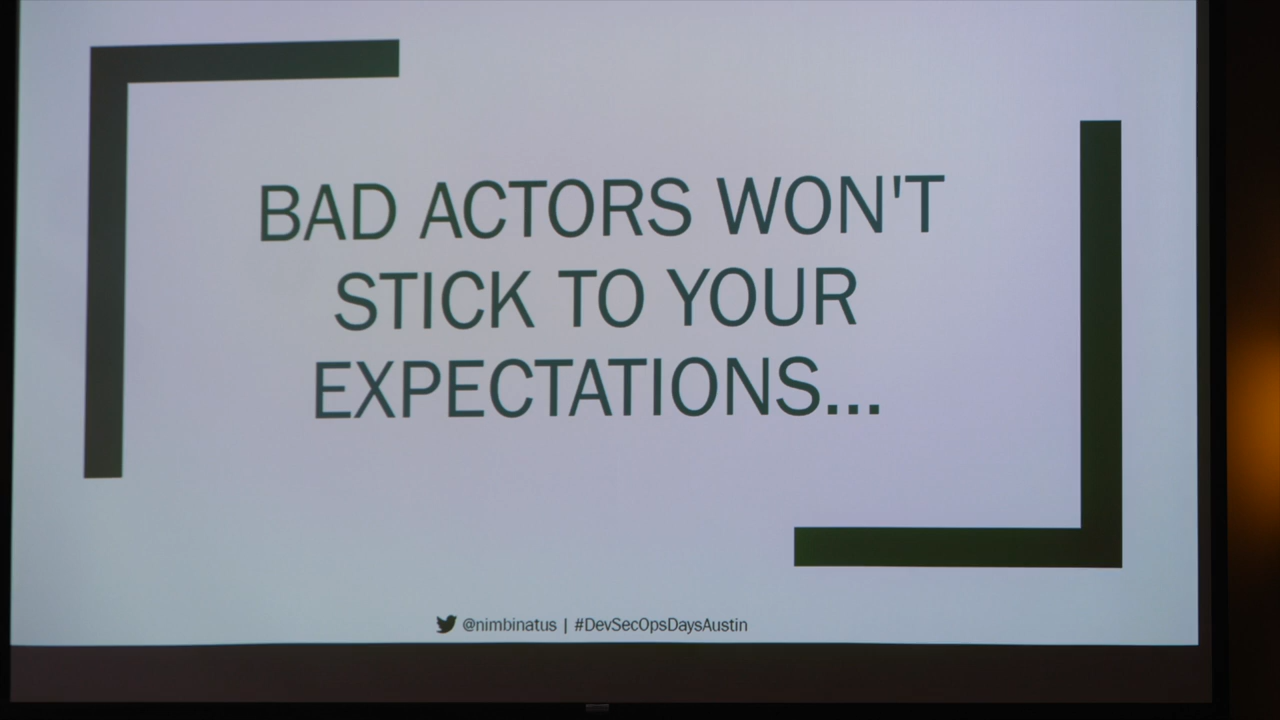 BAD ACTORS WON'T
STICK TO YOUR
EXPECTATIONS...
@nimbinatus | #DevSecOpsDaysAustin